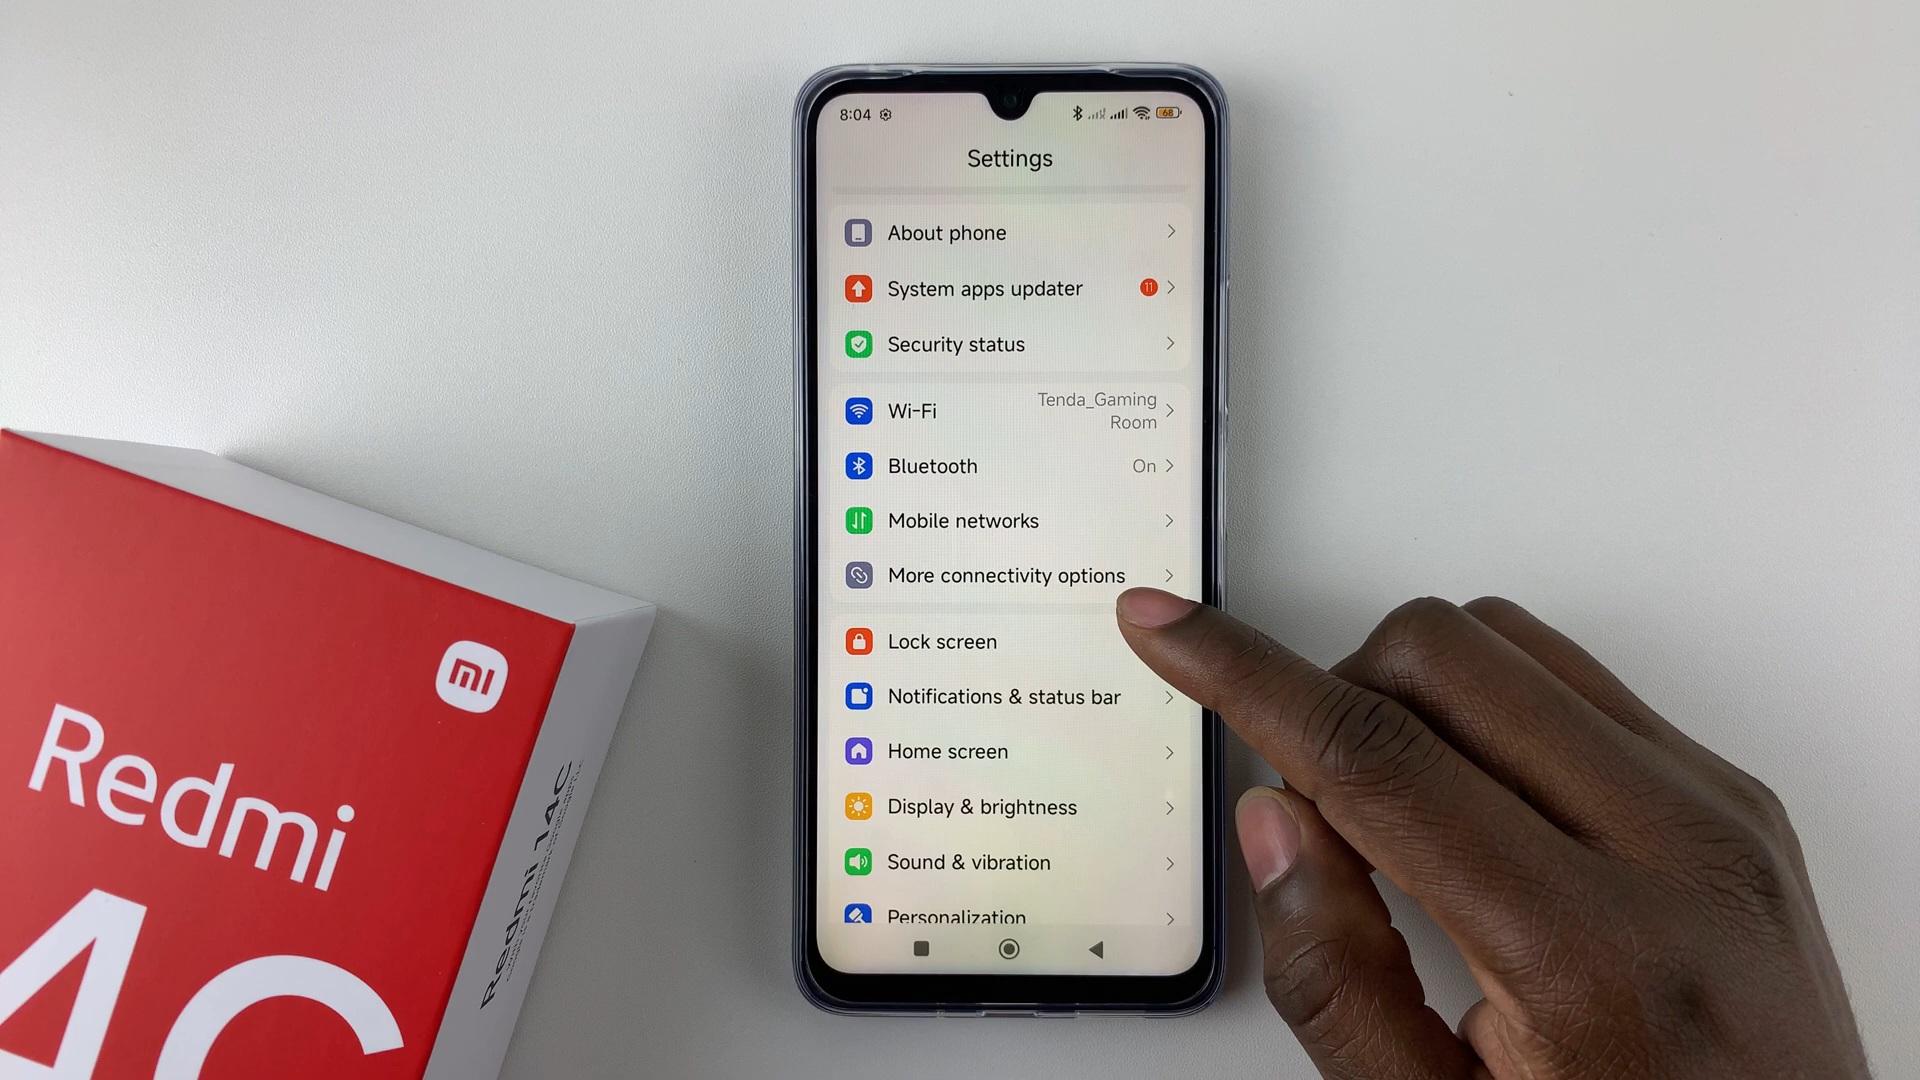 8:04
68
Settings
About phone
System apps updater 11
Security status
Wi-Fi Tenda_Gaming
Room
Bluetooth On
Mobile networks
More connectivity options
Lock screen
Notifications & status bar
Home screen
Display & brightness
Sound & vibration
Personalization
mi
Redmi
4C
Redmi 14C